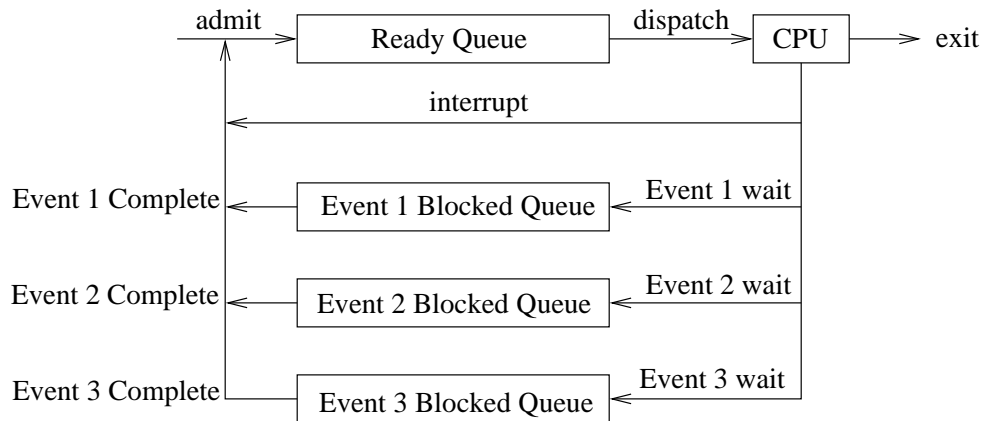 admit
Ready Queue
dispatch
CPU
exit
interrupt
Event 1 Complete
Event 1 Blocked Queue
Event 1 wait
Event 2 Complete
Event 2 Blocked Queue
Event 2 wait
Event 3 Complete
Event 3 Blocked Queue
Event 3 wait